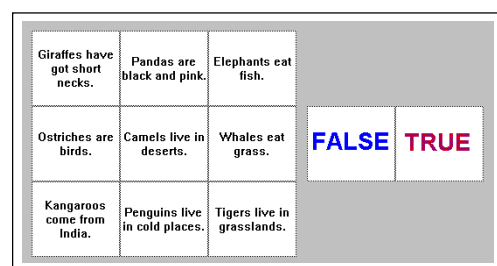 Giraffes have
got short
necks.
Pandas are
black and pink.
Elephants eat
fish.
Ostriches are
birds.
Camels live in
deserts.
Whales eat
grass.
FALSE
TRUE
Kangaroos
come from
India.
Penguins live
in cold places.
Tigers live in
grasslands.